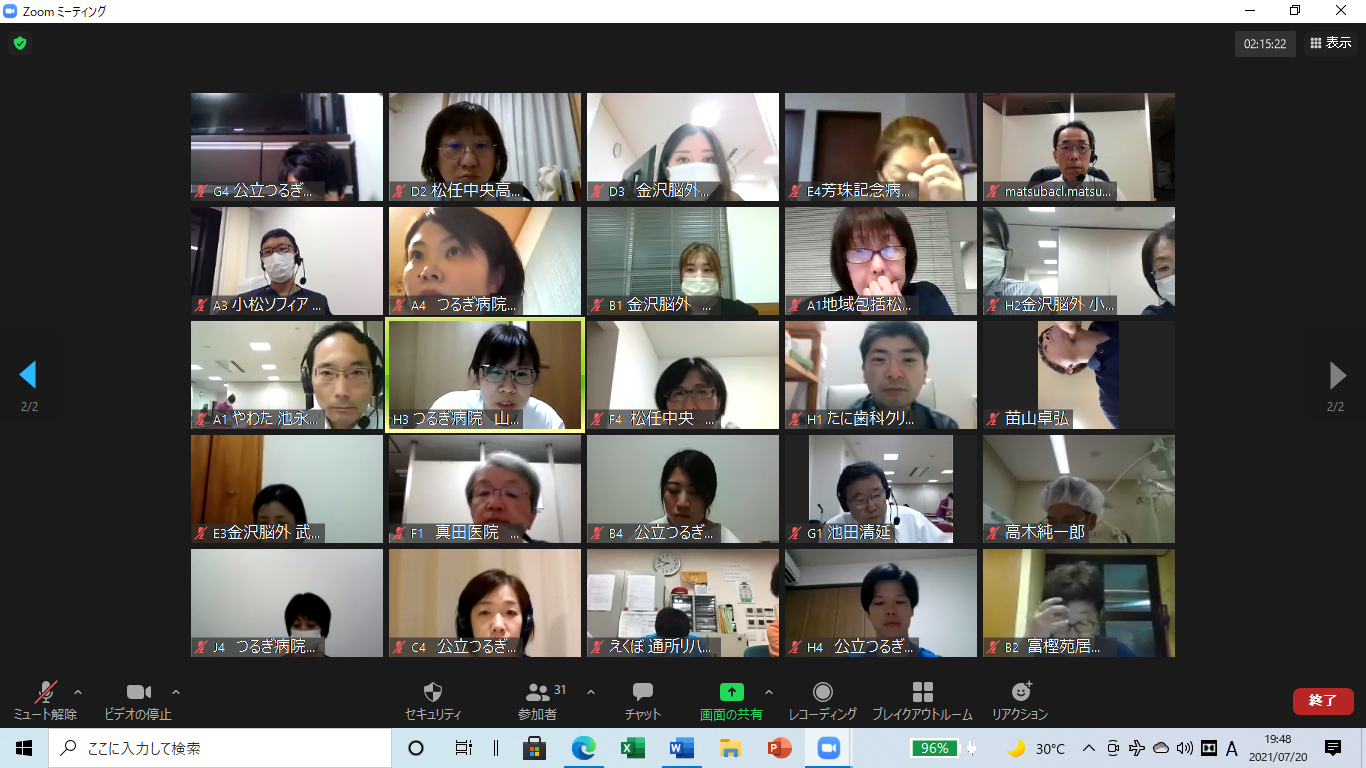 Zoom ミーティング
02:15:22
表示
G4 公立つるぎ...
D2 松任中央高...
D3 金沢脳外...
E4芳珠記念病...
matsubacl.matsu...
A3 小松ソフィア ...
A4 つるぎ病院...
B1 金沢脳外 ...
A1地域包括松...
H2金沢脳外 小...
2/2
A1 やわた 池永...
H3 つるぎ病院 山...
F4 松任中央 ...
H1 たに歯科クリ...
苗山卓弘
2/2
E3金沢脳外 武...
F1 真田医院 ...
B4 公立つるぎ...
G1 池田清延
高木純一郎
J4 つるぎ病院...
C4 公立つるぎ...
えくぼ 通所リハ...
H4 公立つるぎ...
B2 富樫苑居...
ミュート解除
ビデオの停止
セキュリティ
31
参加者
チャット
画面の共有
レコーディング
ブレイクアウトルーム
リアクション
終了
ここに入力して検索
96%
30°C
A
19:48
2021/07/20